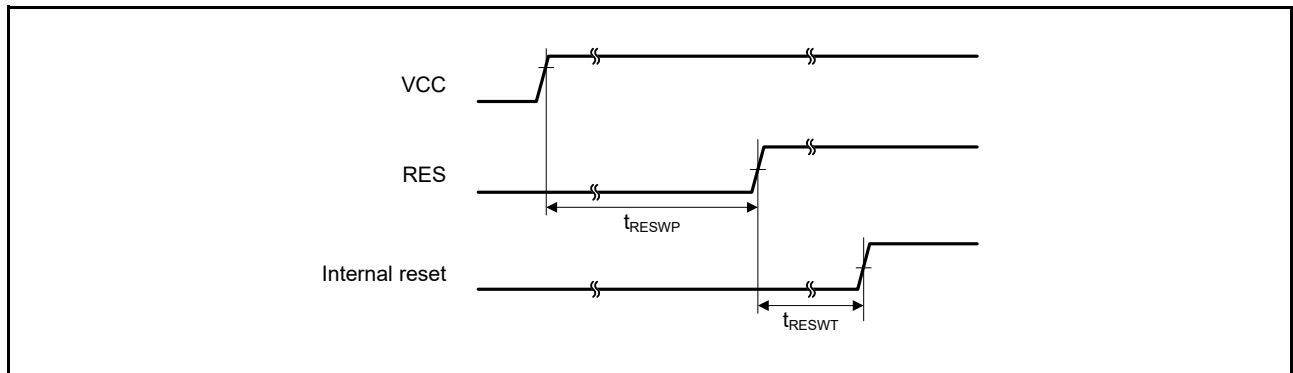 VCC
RES
tRESWP
Internal reset
tRESWT